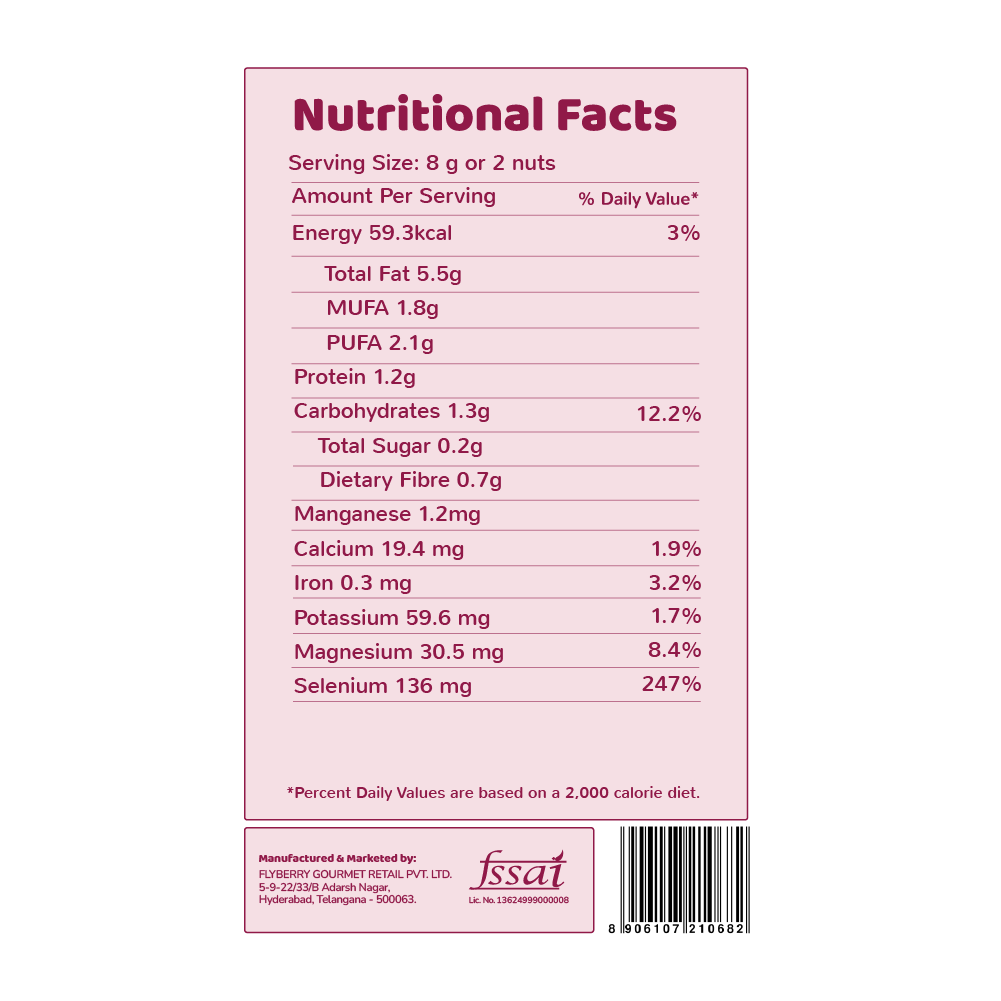 Nutritional Facts
Serving Size: 8 g or 2 nuts
Amount Per Serving % Daily Value*
Energy 59.3kcal 3%
Total Fat 5.5g
MUFA 1.8g
PUFA 2.1g
Protein 1.2g
Carbohydrates 1.3g 12.2%
Total Sugar 0.2g
Dietary Fibre 0.7g
Manganese 1.2mg
Calcium 19.4 mg 1.9%
Iron 0.3 mg 3.2%
Potassium 59.6 mg 1.7%
Magnesium 30.5 mg 8.4%
Selenium 136 mg 247%
*Percent Daily Values are based on a 2,000 calorie diet.
Manufactured & Marketed by:
FLYBERRY GOURMET RETAIL PVT. LTD.
5-9-22/33/B Adarsh Nagar,
Hyderabad, Telangana - 500063.
fssai
Lic. No. 13624999000008
8 906107 210682